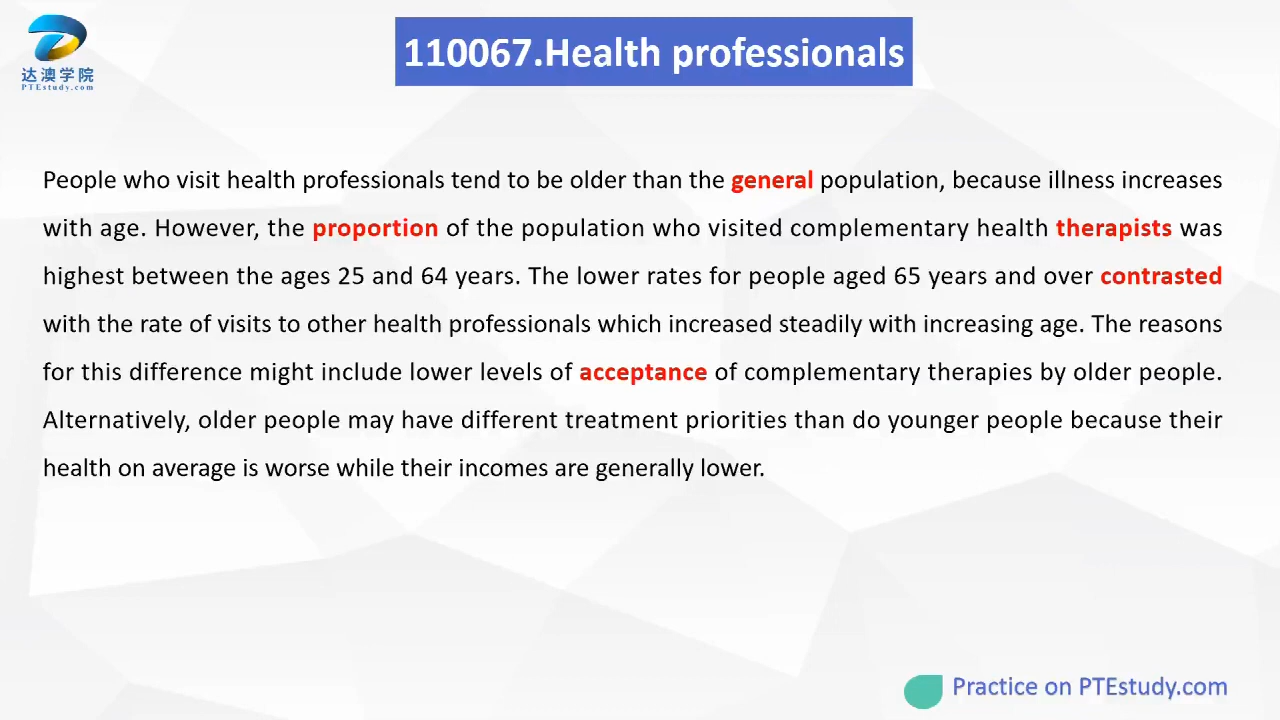 达澳学院
PTEstudy.com
110067.Health professionals
People who visit health professionals tend to be older than the general population, because illness increases
with age. However, the proportion of the population who visited complementary health therapists was
highest between the ages 25 and 64 years. The lower rates for people aged 65 years and over contrasted
with the rate of visits to other health professionals which increased steadily with increasing age. The reasons
for this difference might include lower levels of acceptance of complementary therapies by older people.
Alternatively, older people may have different treatment priorities than do younger people because their
health on average is worse while their incomes are generally lower.
Practice on PTEstudy.com